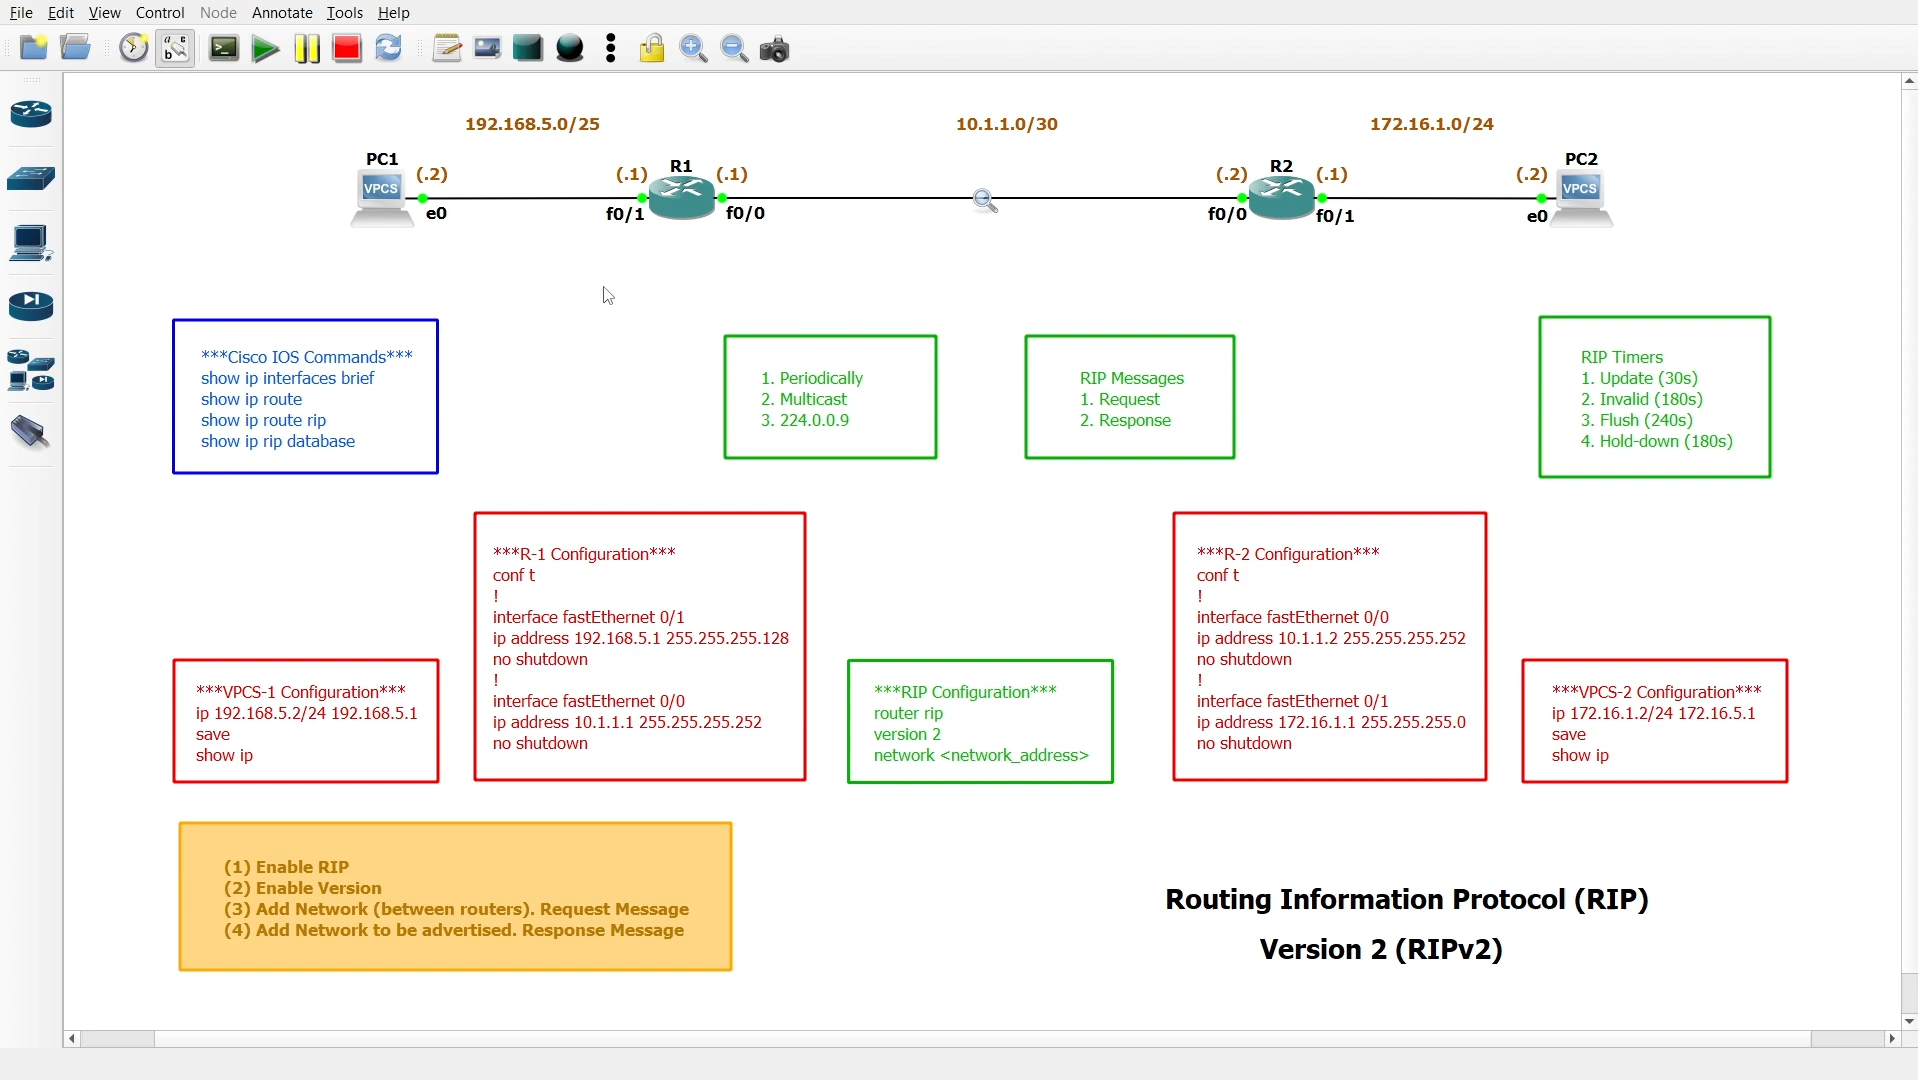 File Edit View Control Node Annotate Tools Help
192.168.5.0/25 10.1.1.0/30 172.16.1.0/24
PC1 R1 R2 PC2
(.2) (.1) (.1) (.2) (.1) (.2)
VPCS VPCS
e0 f0/1 f0/0 f0/0 f0/1 e0
***Cisco IOS Commands***
show ip interfaces brief
show ip route
show ip route rip
show ip rip database
1. Periodically
2. Multicast
3. 224.0.0.9
RIP Messages
1. Request
2. Response
RIP Timers
1. Update (30s)
2. Invalid (180s)
3. Flush (240s)
4. Hold-down (180s)
***VPCS-1 Configuration***
ip 192.168.5.2/24 192.168.5.1
save
show ip
***R-1 Configuration***
conf t
!
interface fastEthernet 0/1
ip address 192.168.5.1 255.255.255.128
no shutdown
!
interface fastEthernet 0/0
ip address 10.1.1.1 255.255.255.252
no shutdown
***RIP Configuration***
router rip
version 2
network <network_address>
***R-2 Configuration***
conf t
!
interface fastEthernet 0/0
ip address 10.1.1.2 255.255.255.252
no shutdown
!
interface fastEthernet 0/1
ip address 172.16.1.1 255.255.255.0
no shutdown
***VPCS-2 Configuration***
ip 172.16.1.2/24 172.16.5.1
save
show ip
(1) Enable RIP
(2) Enable Version
(3) Add Network (between routers). Request Message
(4) Add Network to be advertised. Response Message
Routing Information Protocol (RIP)
Version 2 (RIPv2)